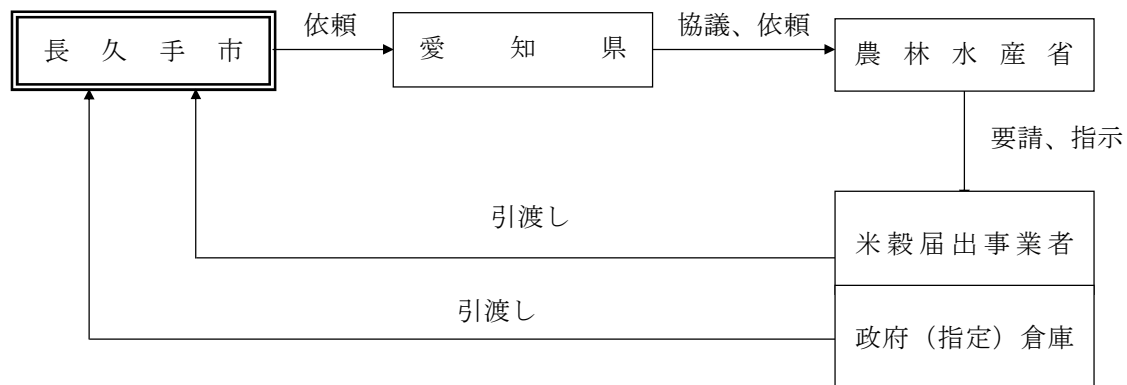 長久手市
依頼
愛知県
協議、依頼
農林水産省
要請、指示
引渡し
米穀届出事業者
引渡し
政府（指定）倉庫